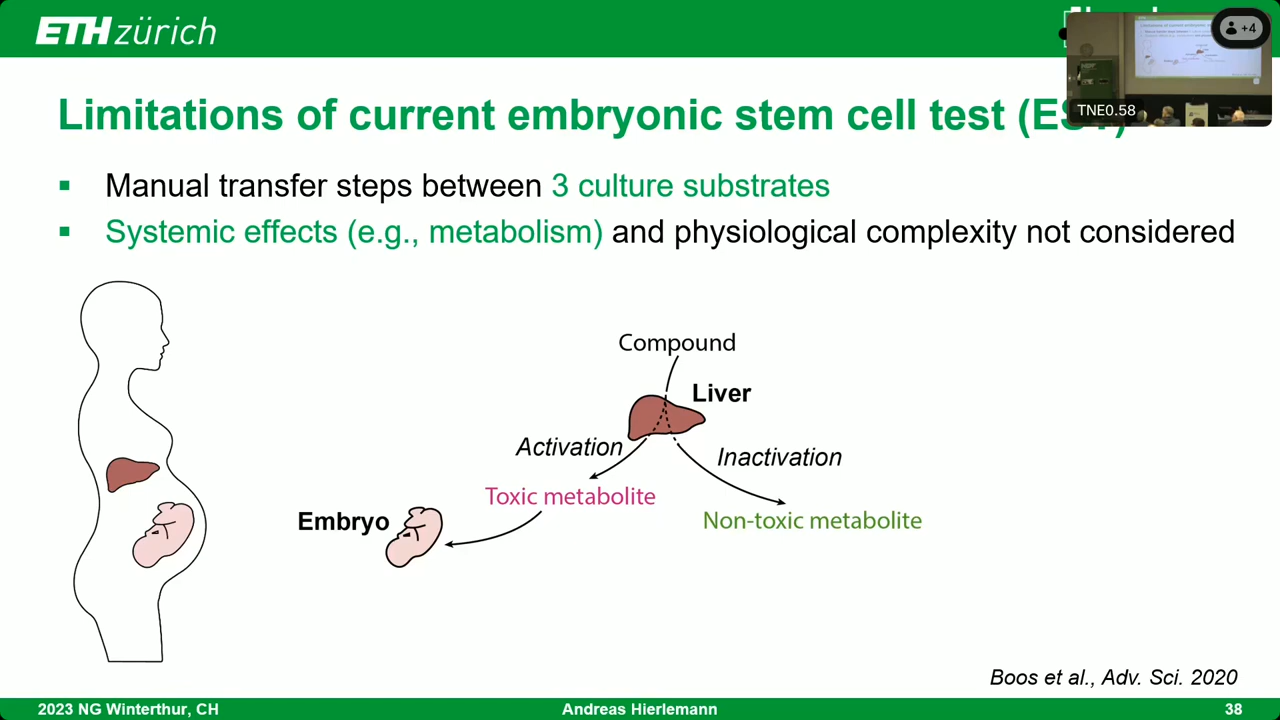 ETH zürich
+4
TNE0.58
Limitations of current embryonic stem cell test
▪ Manual transfer steps between 3 culture substrates
▪ Systemic effects (e.g., metabolism) and physiological complexity not considered
Compound
Liver
Activation
Inactivation
Toxic metabolite
Embryo
Non-toxic metabolite
Boos et al., Adv. Sci. 2020
2023 NG Winterthur, CH
Andreas Hierlemann
38